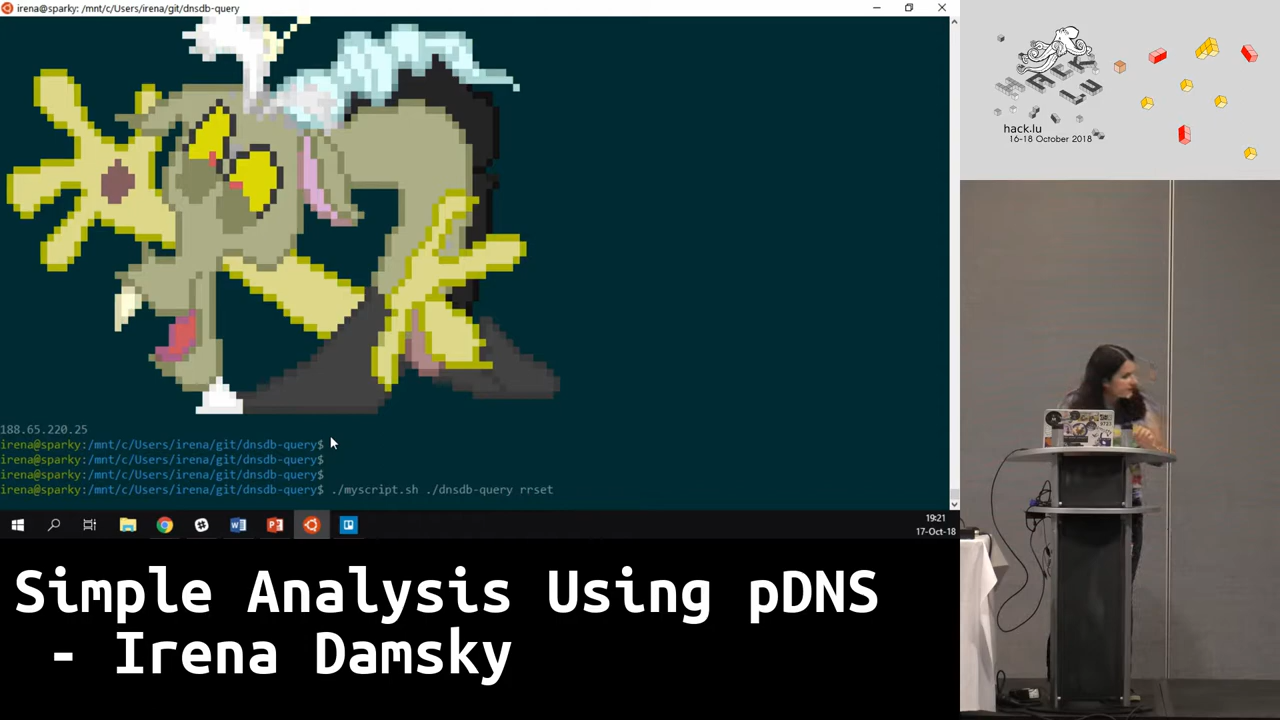 irena@sparky: /mnt/c/Users/irena/git/dnsdb-query
188.65.220.25
irena@sparky:/mnt/c/Users/irena/git/dnsdb-query$
irena@sparky:/mnt/c/Users/irena/git/dnsdb-query$
irena@sparky:/mnt/c/Users/irena/git/dnsdb-query$
irena@sparky:/mnt/c/Users/irena/git/dnsdb-query$ ./myscript.sh ./dnsdb-query rrset
19:21
17-Oct-18
HACK
LU
hack.lu
16-18 October 2018
Simple Analysis Using pDNS
- Irena Damsky